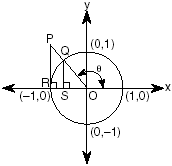 y
P
Q
(0,1)
θ
R
x
(−1,0)
S
O
(1,0)
(0,−1)